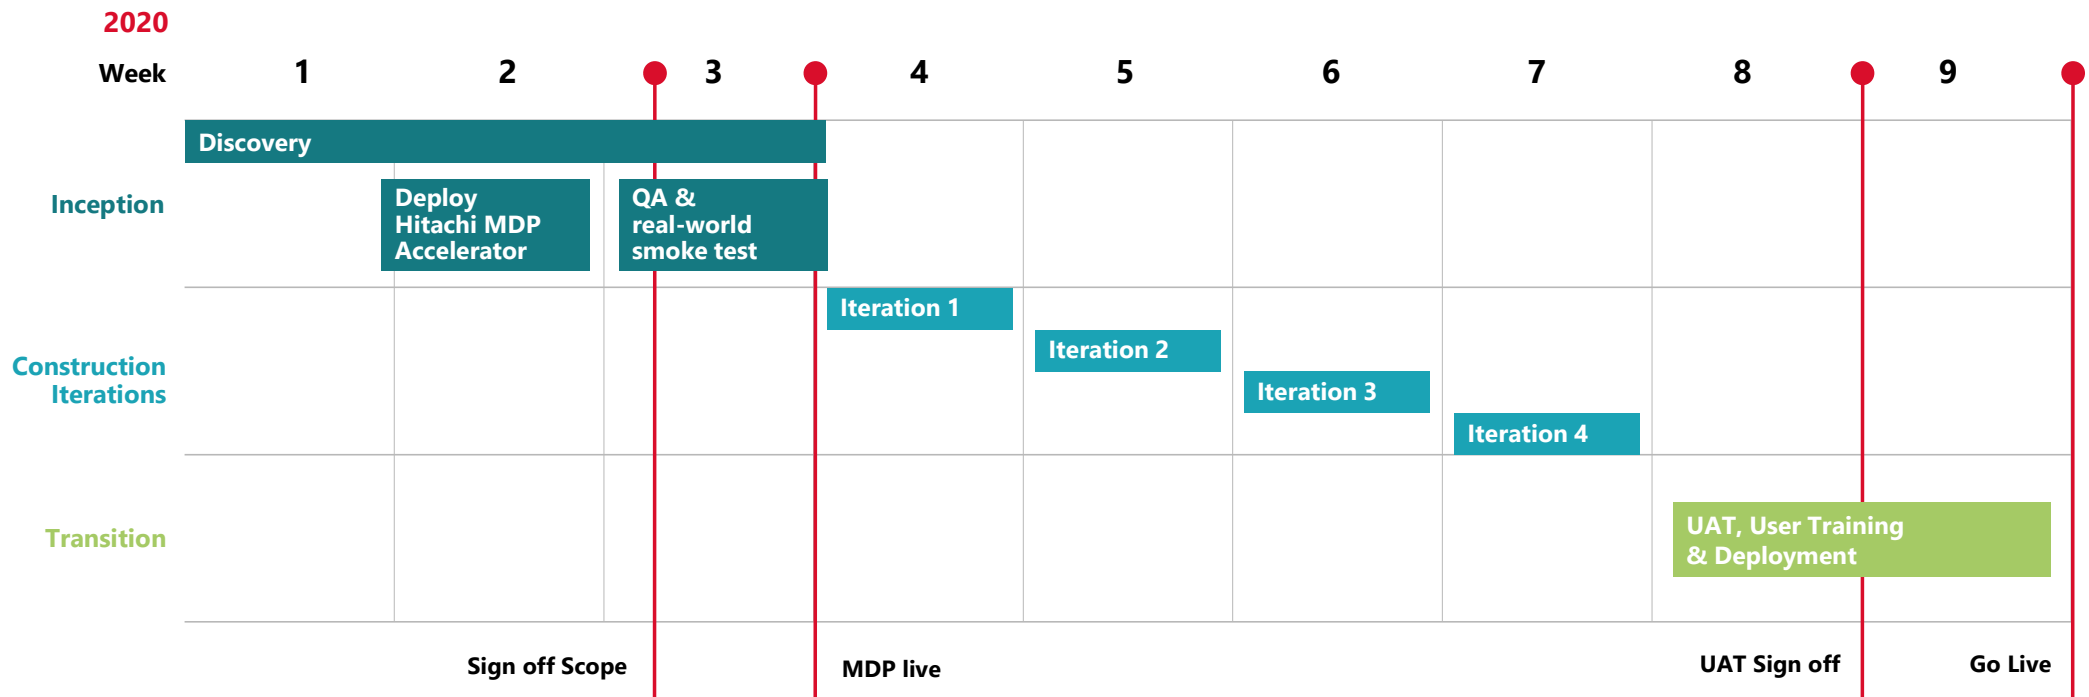 2020
Week 1 2 3 4 5 6 7 8 9
Discovery
Inception
Deploy
Hitachi MDP
Accelerator
QA &
real-world
smoke test
Construction
Iterations
Iteration 1
Iteration 2
Iteration 3
Iteration 4
Transition
UAT, User Training
& Deployment
Sign off Scope
MDP live
UAT Sign off
Go Live